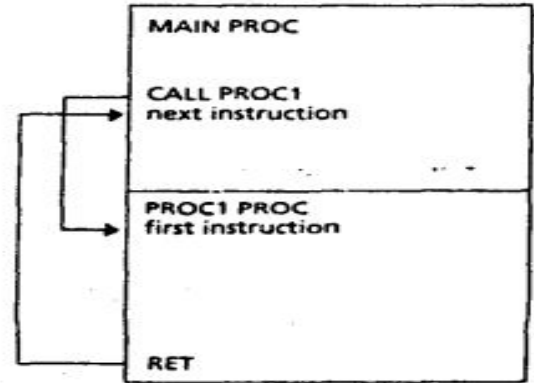 MAIN PROC
CALL PROC1
next instruction
PROC1 PROC
first instruction
RET